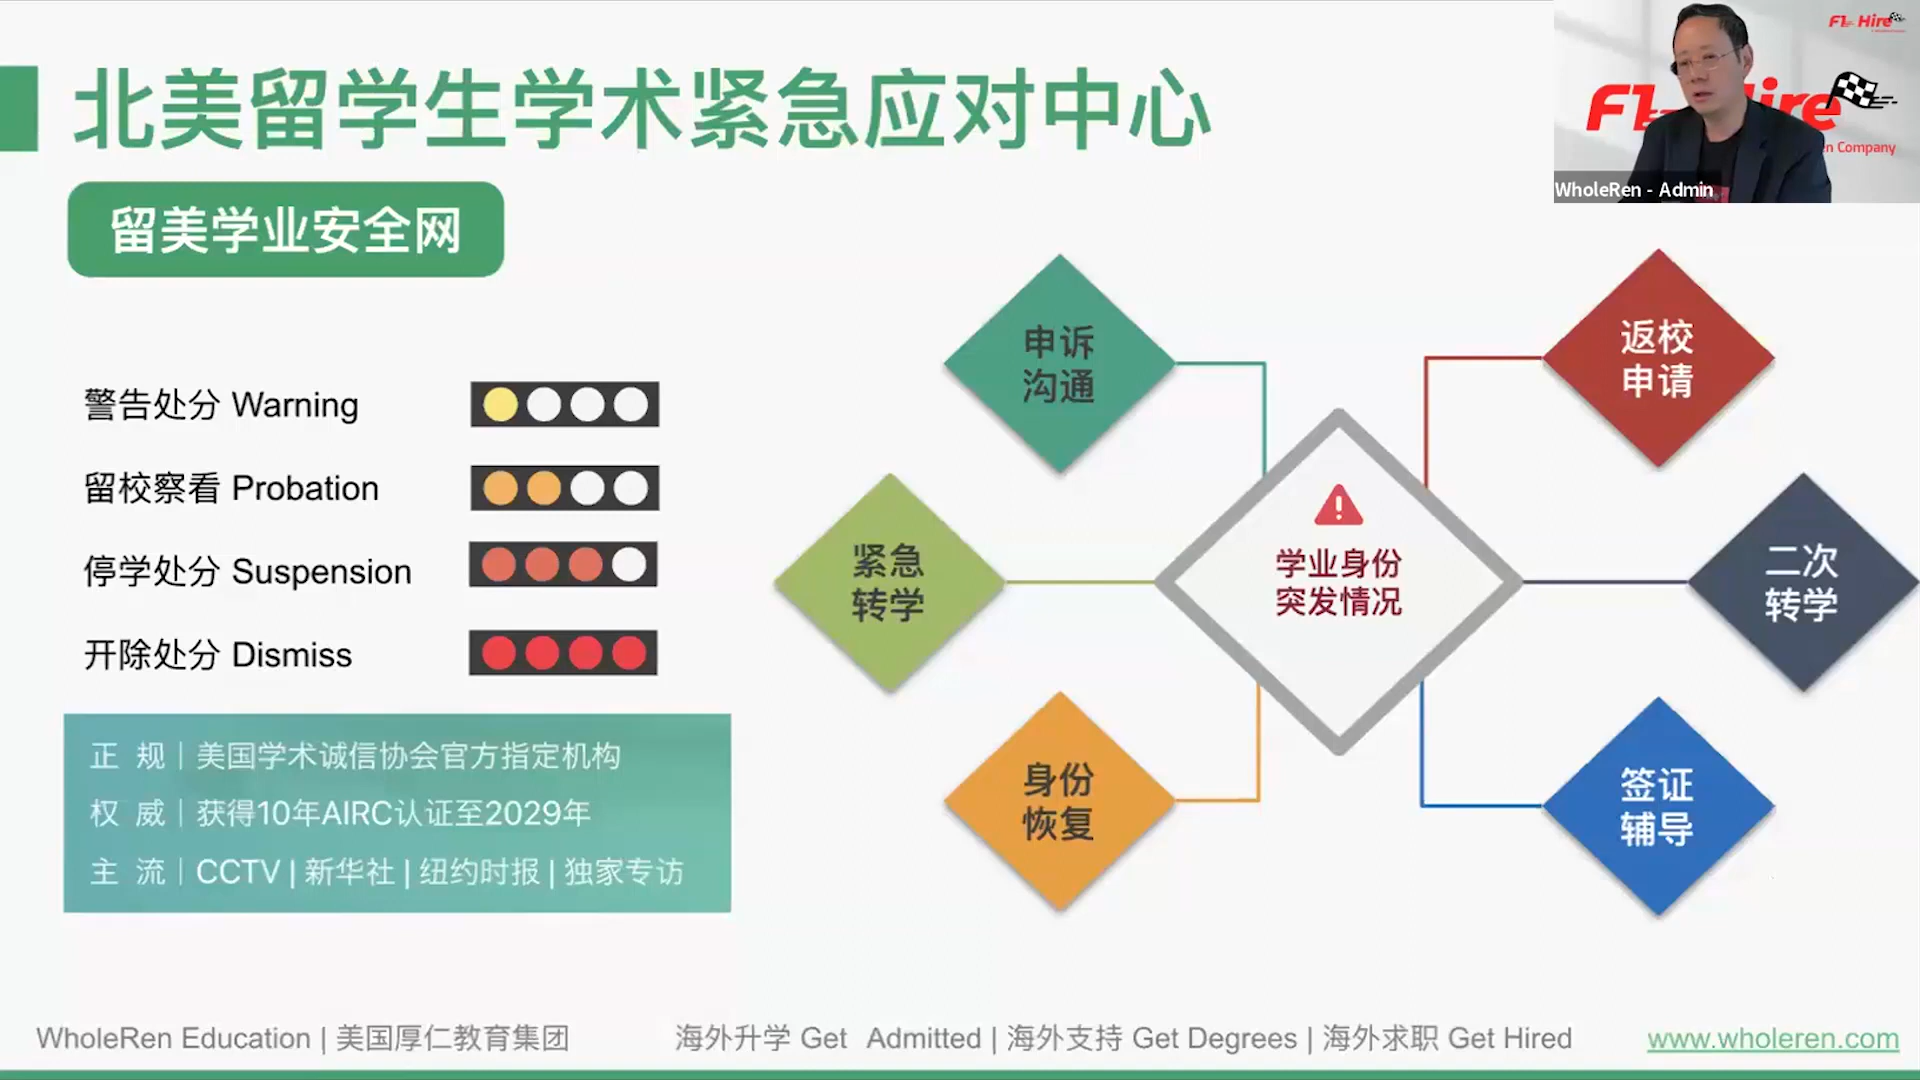 北美留学生学术紧急应对中心
留美学业安全网
警告处分 Warning
留校察看 Probation
停学处分 Suspension
开除处分 Dismiss
正 规｜美国学术诚信协会官方指定机构
权 威｜获得10年AIRC认证至2029年
主 流｜CCTV | 新华社 | 纽约时报 | 独家专访
申诉
沟通
返校
申请
紧急
转学
学业身份
突发情况
二次
转学
身份
恢复
签证
辅导
F1 Hire
n Company
WholeRen - Admin
WholeRen Education | 美国厚仁教育集团
海外升学 Get Admitted | 海外支持 Get Degrees | 海外求职 Get Hired
www.wholeren.com